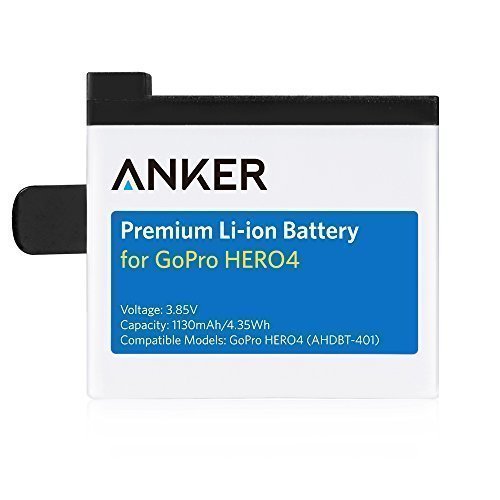 ANKER
Premium Li-ion Battery
for GoPro HERO4
Voltage: 3.85V
Capacity: 1130mAh/4.35Wh
Compatible Models: GoPro HERO4 (AHDBT-401)